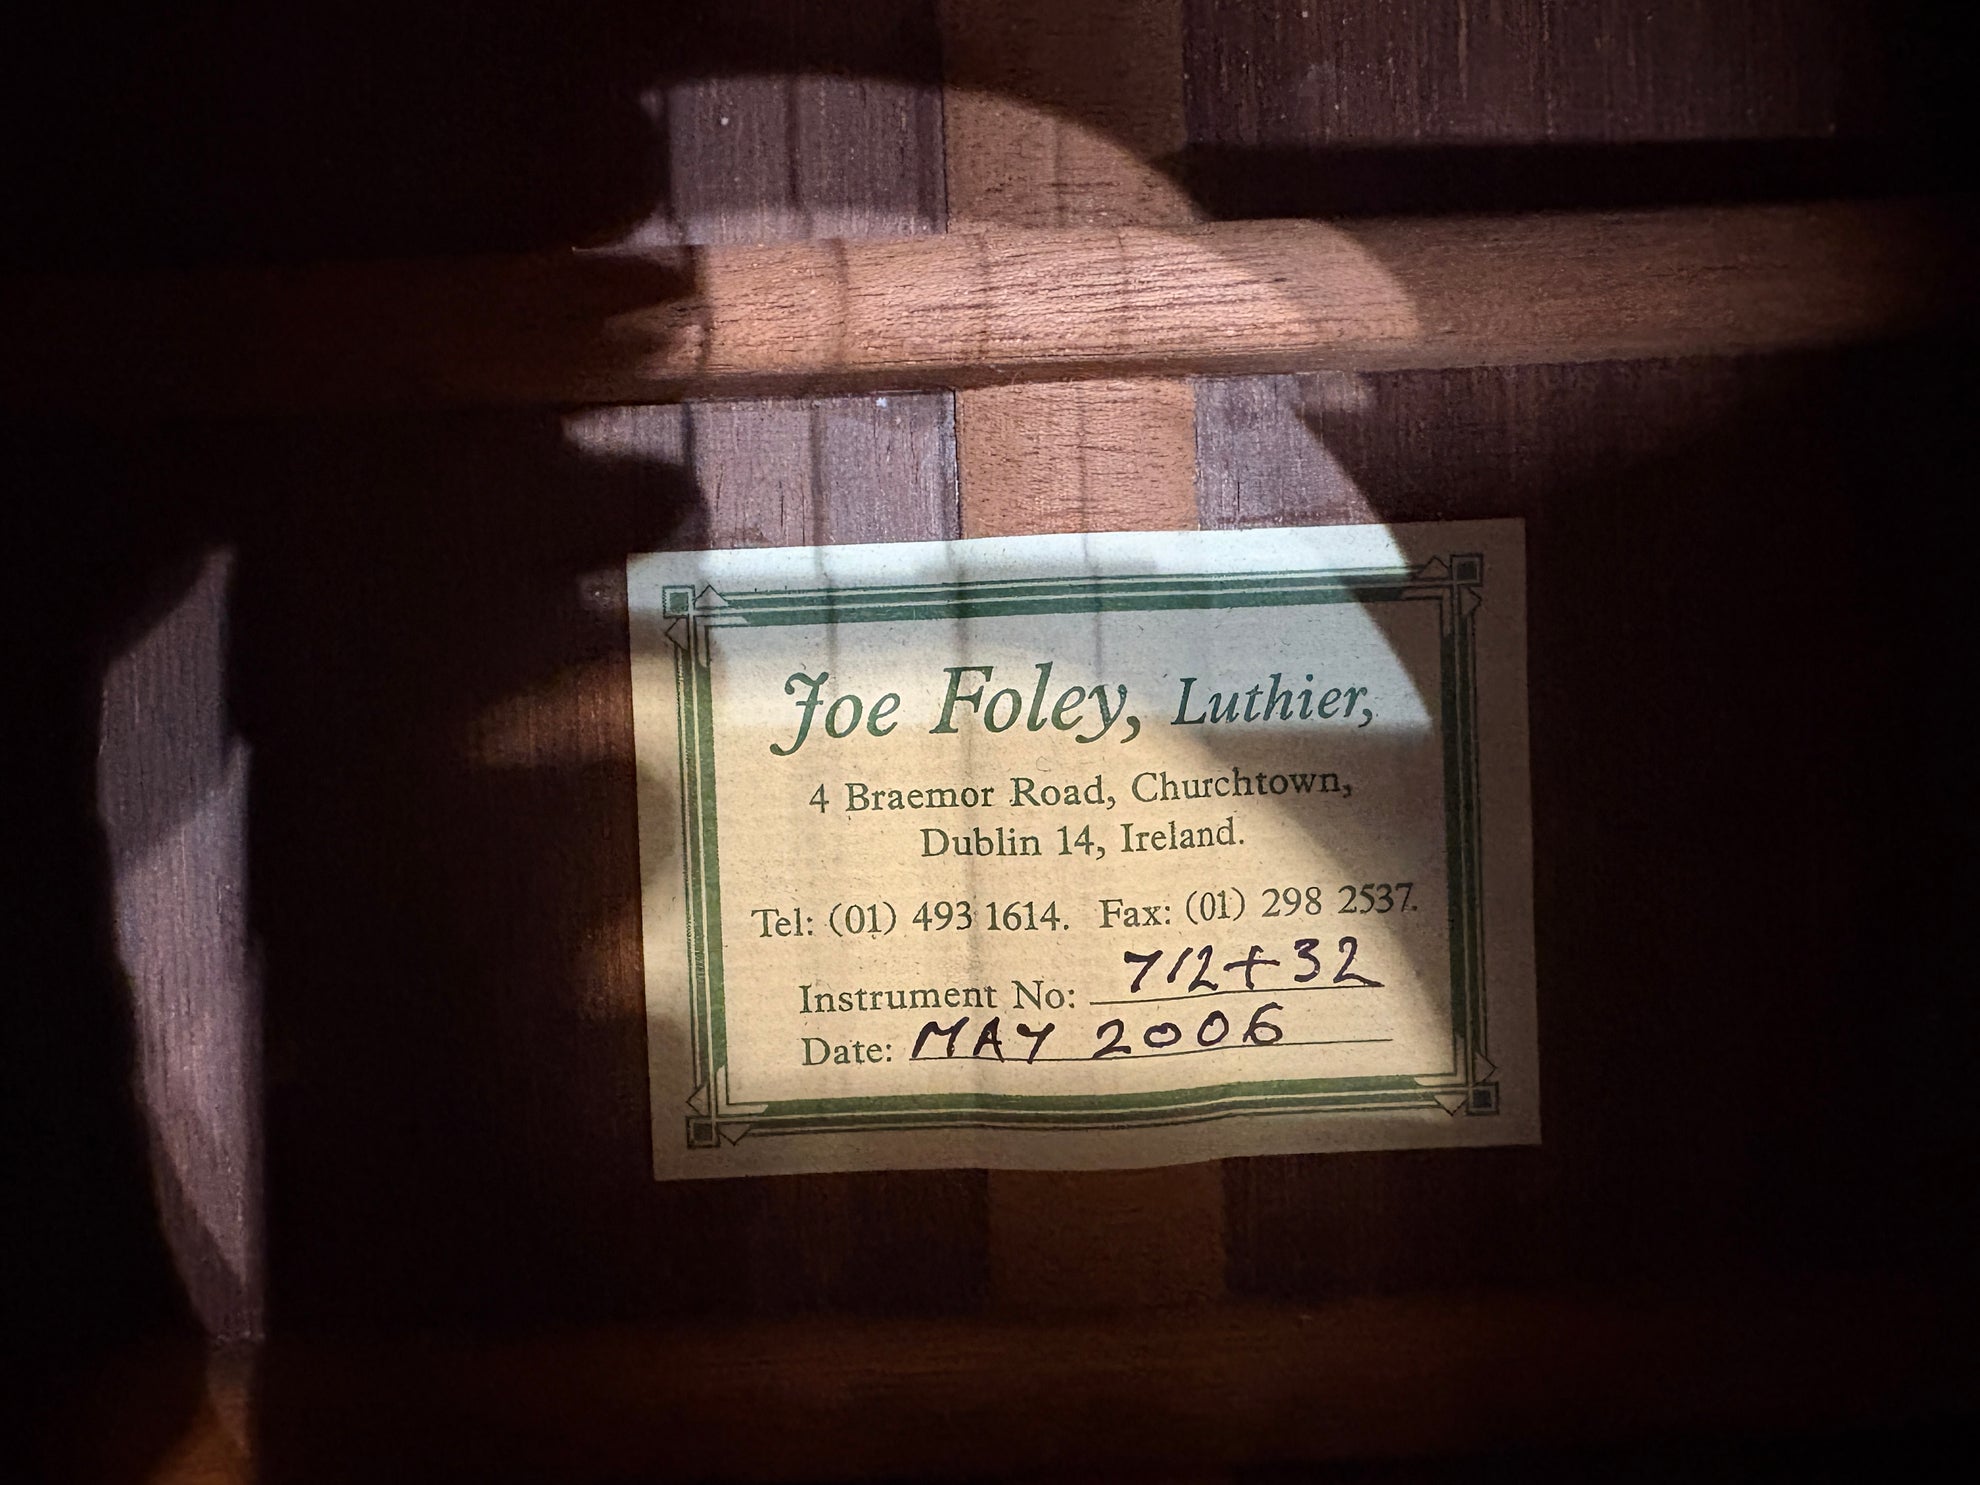 Joe Foley, Luthier,
4 Braemor Road, Churchtown,
Dublin 14, Ireland.
Tel: (01) 493 1614. Fax: (01) 298 2537.
Instrument No: 712+32
Date: MAY 2006